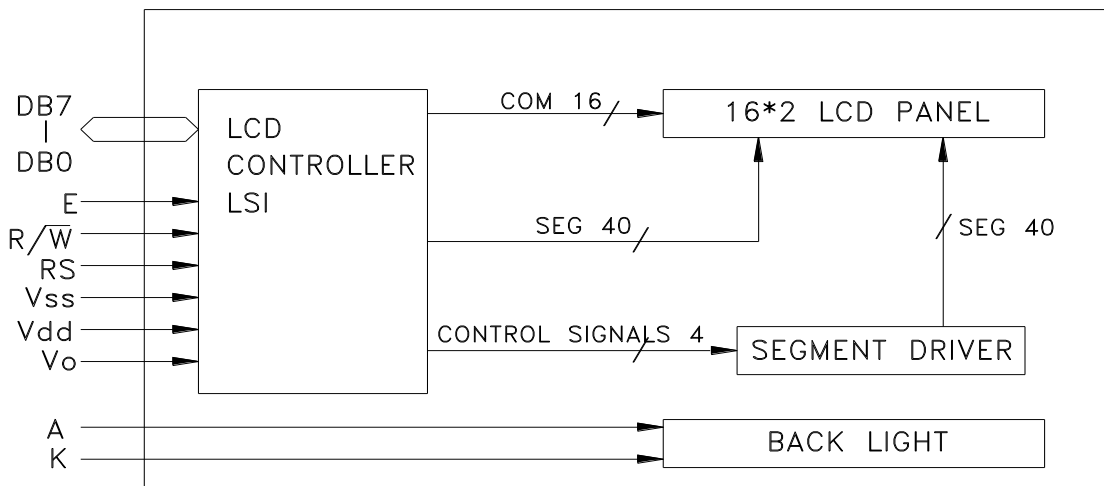 DB7
DB0
E
R/W̅
RS
Vss
Vdd
Vo
A
K
LCD
CONTROLLER
LSI
COM 16
16*2 LCD PANEL
SEG 40
SEG 40
CONTROL SIGNALS 4
SEGMENT DRIVER
BACK LIGHT